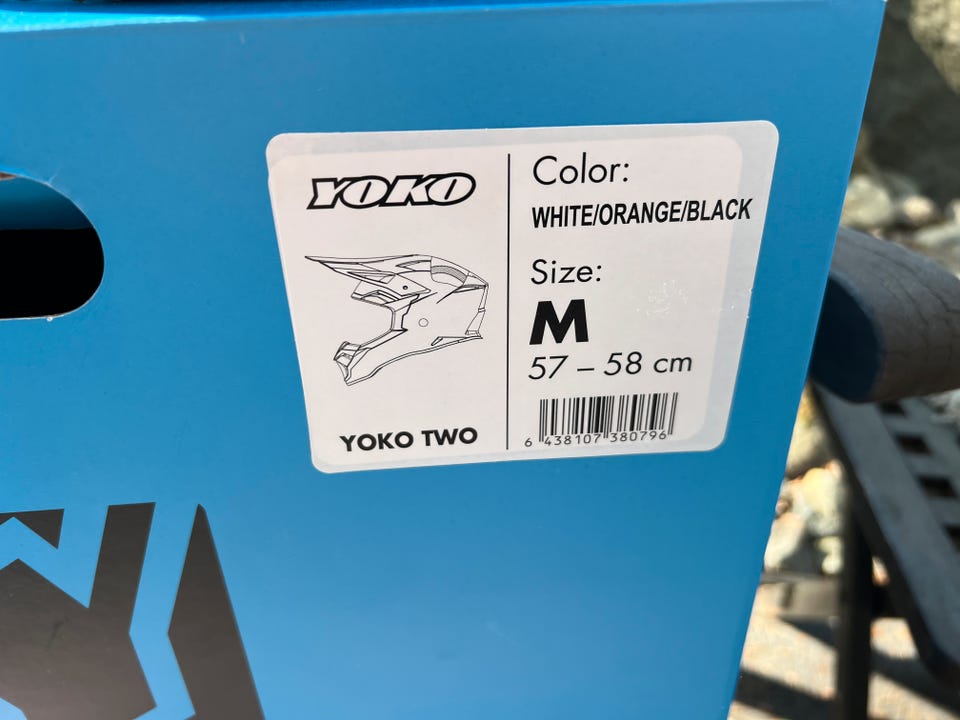 YOKO
YOKO TWO
Color:
WHITE/ORANGE/BLACK
Size:
M
57 – 58 cm
6 438107 380796